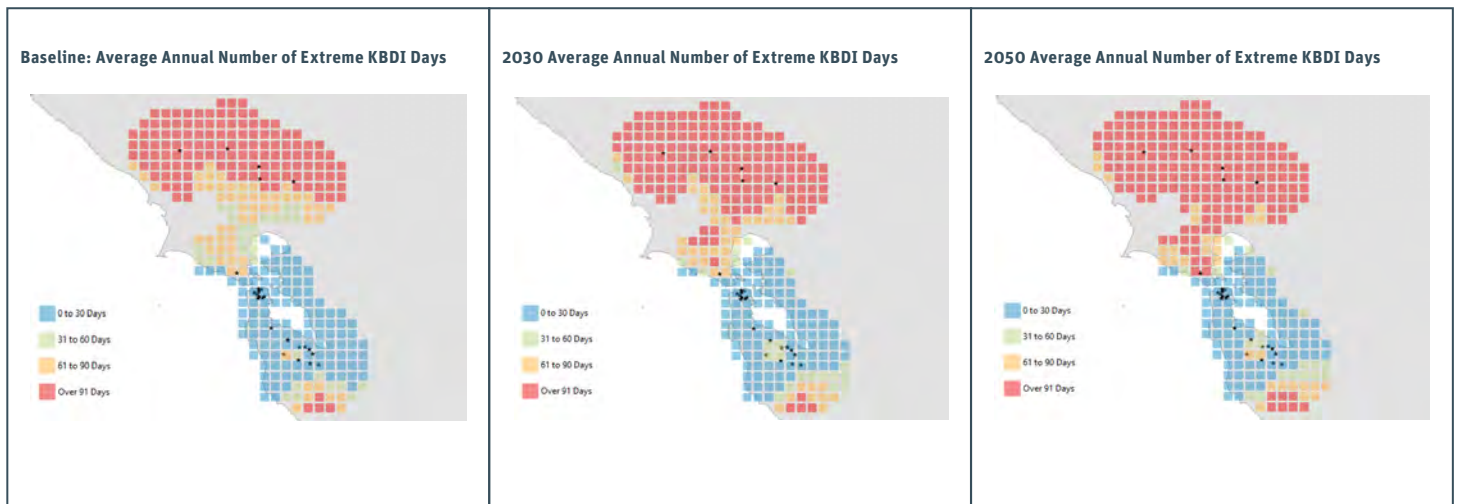 Baseline: Average Annual Number of Extreme KBDI Days
0 to 30 Days
31 to 60 Days
61 to 90 Days
Over 91 Days
2030 Average Annual Number of Extreme KBDI Days
0 to 30 Days
31 to 60 Days
61 to 90 Days
Over 91 Days
2050 Average Annual Number of Extreme KBDI Days
0 to 30 Days
31 to 60 Days
61 to 90 Days
Over 91 Days